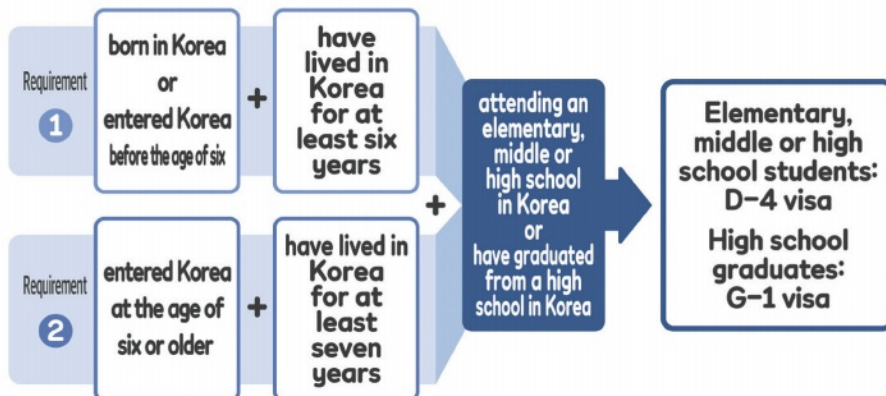 Requirement
1
born in Korea
or
entered Korea
before the age of six
+
have
lived in
Korea
for at
least six
years
Requirement
2
entered Korea
at the age of
six or older
+
have lived in
Korea
for at
least
seven
years
+
attending an
elementary,
middle or
high school
in Korea
or
have graduated
from a high
school in Korea
Elementary,
middle or high
school students:
D-4 visa
High school
graduates:
G-1 visa